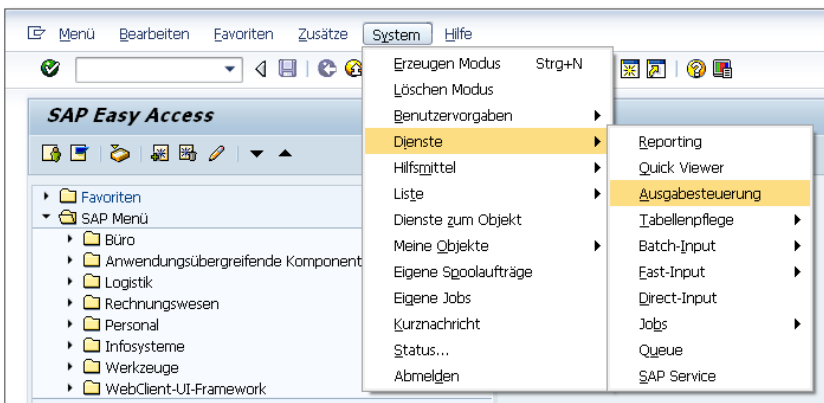 Menü Bearbeiten Favoriten Zusätze System Hilfe
SAP Easy Access
Erzeugen Modus Strg+N
Löschen Modus
Benutzervorgaben
Dienste
Hilfsmittel
Liste
Dienste zum Objekt
Meine Objekte
Eigene Spoolaufträge
Eigene Jobs
Kurznachricht
Status...
Abmelden
Reporting
Quick Viewer
Ausgabesteuerung
Tabellenpflege
Batch-Input
Fast-Input
Direct-Input
Jobs
Queue
SAP Service
Favoriten
SAP Menü
Büro
Anwendungsübergreifende Komponent
Logistik
Rechnungswesen
Personal
Infosysteme
Werkzeuge
WebClient-UI-Framework